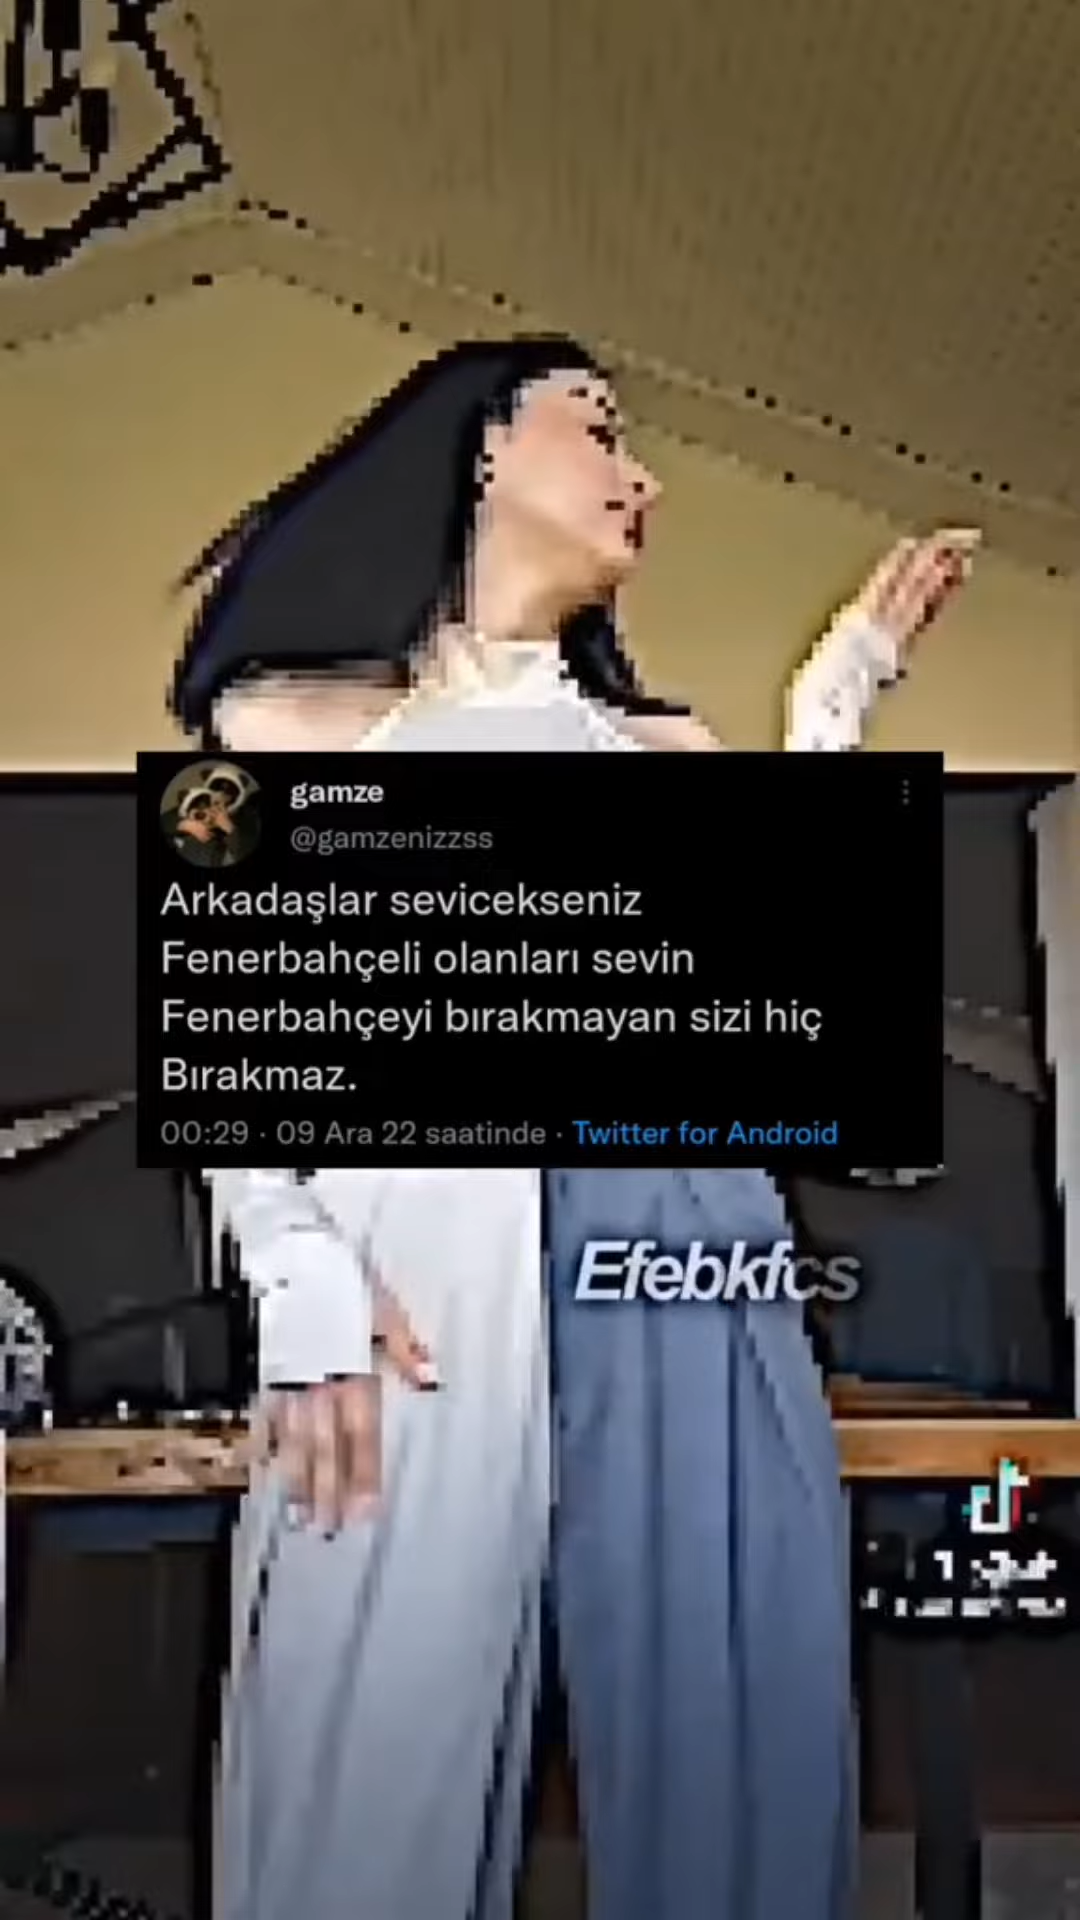 gamze
@gamzenizzss
Arkadaşlar sevicekseniz
Fenerbahçeli olanları sevin
Fenerbahçeyi bırakmayan sizi hiç
Bırakmaz.
00:29 · 09 Ara 22 saatinde · Twitter for Android
Efebkfcs